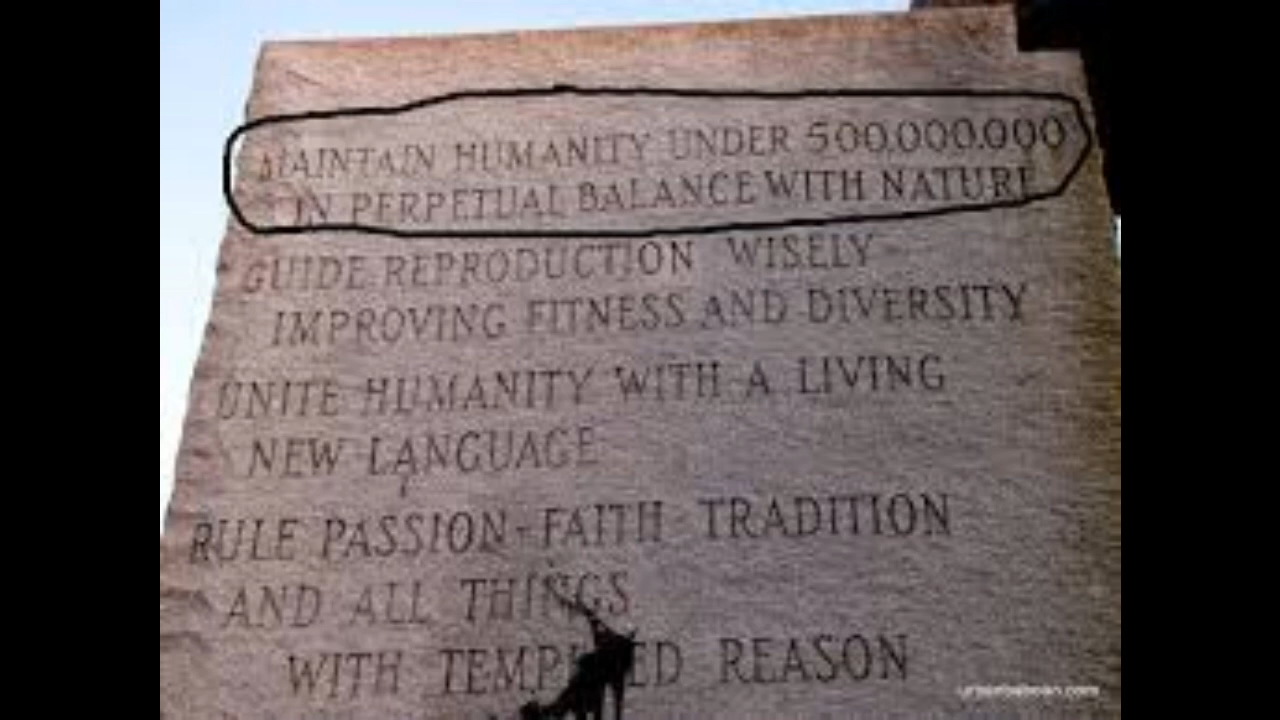 MAINTAIN HUMANITY UNDER 500,000,000
IN PERPETUAL BALANCE WITH NATURE
GUIDE REPRODUCTION WISELY -
IMPROVING FITNESS AND DIVERSITY
UNITE HUMANITY WITH A LIVING
NEW LANGUAGE
RULE PASSION - FAITH TRADITION
AND ALL THINGS
WITH REASON